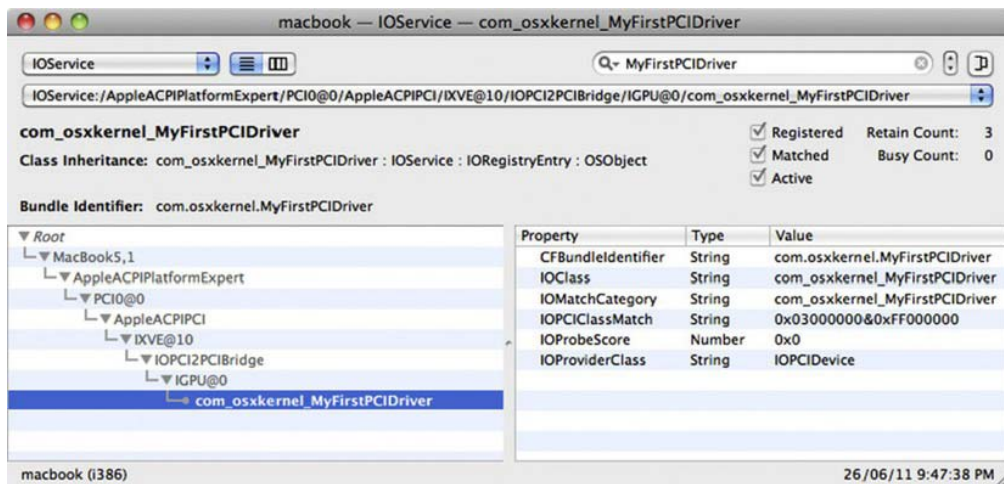 macbook — IOService — com_osxkernel_MyFirstPCIDriver
IOService MyFirstPCIDriver
IOService:/AppleACPIPlatformExpert/PCI0@0/AppleACPIPCI/IXVE@10/IOPCI2PCIBridge/IGPU@0/com_osxkernel_MyFirstPCIDriver
com_osxkernel_MyFirstPCIDriver
Class Inheritance: com_osxkernel_MyFirstPCIDriver : IOService : IORegistryEntry : OSObject
Bundle Identifier: com.osxkernel.MyFirstPCIDriver
Registered Retain Count: 3
Matched Busy Count: 0
Active
Root
MacBook5,1
AppleACPIPlatformExpert
PCI0@0
AppleACPIPCI
IXVE@10
IOPCI2PCIBridge
IGPU@0
com_osxkernel_MyFirstPCIDriver
Property Type Value
CFBundleIdentifier String com.osxkernel.MyFirstPCIDriver
IOClass String com_osxkernel_MyFirstPCIDriver
IOMatchCategory String com_osxkernel_MyFirstPCIDriver
IOPCIClassMatch String 0x03000000&0xFF000000
IOProbeScore Number 0x0
IOProviderClass String IOPCIDevice
macbook (i386) 26/06/11 9:47:38 PM